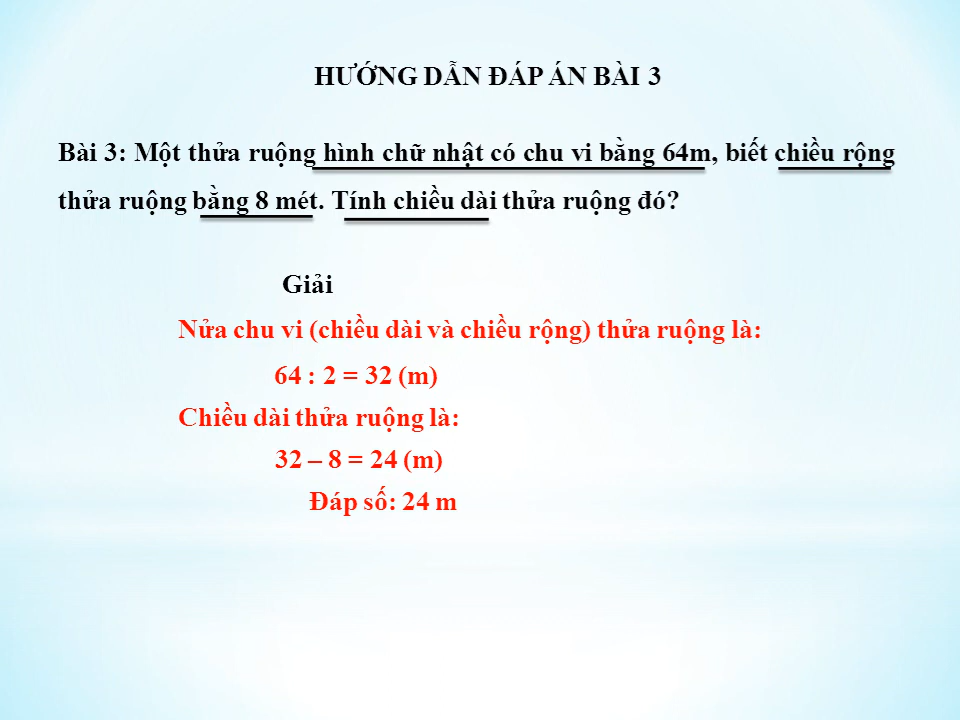 HƯỚNG DẪN ĐÁP ÁN BÀI 3
Bài 3: Một thửa ruộng hình chữ nhật có chu vi bằng 64m, biết chiều rộng
thửa ruộng bằng 8 mét. Tính chiều dài thửa ruộng đó?
Giải
Nửa chu vi (chiều dài và chiều rộng) thửa ruộng là:
64 : 2 = 32 (m)
Chiều dài thửa ruộng là:
32 – 8 = 24 (m)
Đáp số: 24 m